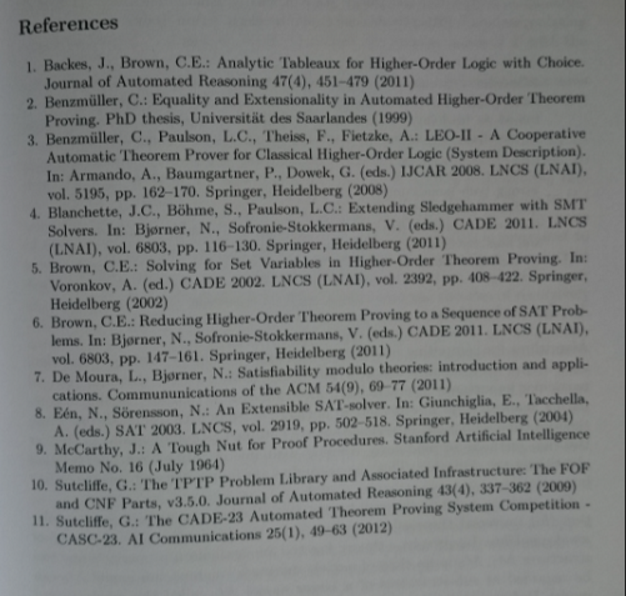 References
1. Backes, J., Brown, C.E.: Analytic Tableaux for Higher-Order Logic with Choice.
Journal of Automated Reasoning 47(4), 451–479 (2011)
2. Benzmüller, C.: Equality and Extensionality in Automated Higher-Order Theorem
Proving. PhD thesis, Universität des Saarlandes (1999)
3. Benzmüller, C., Paulson, L.C., Theiss, F., Fietzke, A.: LEO-II - A Cooperative
Automatic Theorem Prover for Classical Higher-Order Logic (System Description).
In: Armando, A., Baumgartner, P., Dowek, G. (eds.) IJCAR 2008. LNCS (LNAI),
vol. 5195, pp. 162–170. Springer, Heidelberg (2008)
4. Blanchette, J.C., Böhme, S., Paulson, L.C.: Extending Sledgehammer with SMT
Solvers. In: Bjørner, N., Sofronie-Stokkermans, V. (eds.) CADE 2011. LNCS
(LNAI), vol. 6803, pp. 116–130. Springer, Heidelberg (2011)
5. Brown, C.E.: Solving for Set Variables in Higher-Order Theorem Proving. In:
Voronkov, A. (ed.) CADE 2002. LNCS (LNAI), vol. 2392, pp. 408–422. Springer,
Heidelberg (2002)
6. Brown, C.E.: Reducing Higher-Order Theorem Proving to a Sequence of SAT Prob-
lems. In: Bjørner, N., Sofronie-Stokkermans, V. (eds.) CADE 2011. LNCS (LNAI),
vol. 6803, pp. 147–161. Springer, Heidelberg (2011)
7. De Moura, L., Bjørner, N.: Satisfiability modulo theories: introduction and appli-
cations. Commununications of the ACM 54(9), 69–77 (2011)
8. Eén, N., Sörensson, N.: An Extensible SAT-solver. In: Giunchiglia, E., Tacchella,
A. (eds.) SAT 2003. LNCS, vol. 2919, pp. 502–518. Springer, Heidelberg (2004)
9. McCarthy, J.: A Tough Nut for Proof Procedures. Stanford Artificial Intelligence
Memo No. 16 (July 1964)
10. Sutcliffe, G.: The TPTP Problem Library and Associated Infrastructure: The FOF
and CNF Parts, v3.5.0. Journal of Automated Reasoning 43(4), 337–362 (2009)
11. Sutcliffe, G.: The CADE-23 Automated Theorem Proving System Competition -
CASC-23. AI Communications 25(1), 49–63 (2012)